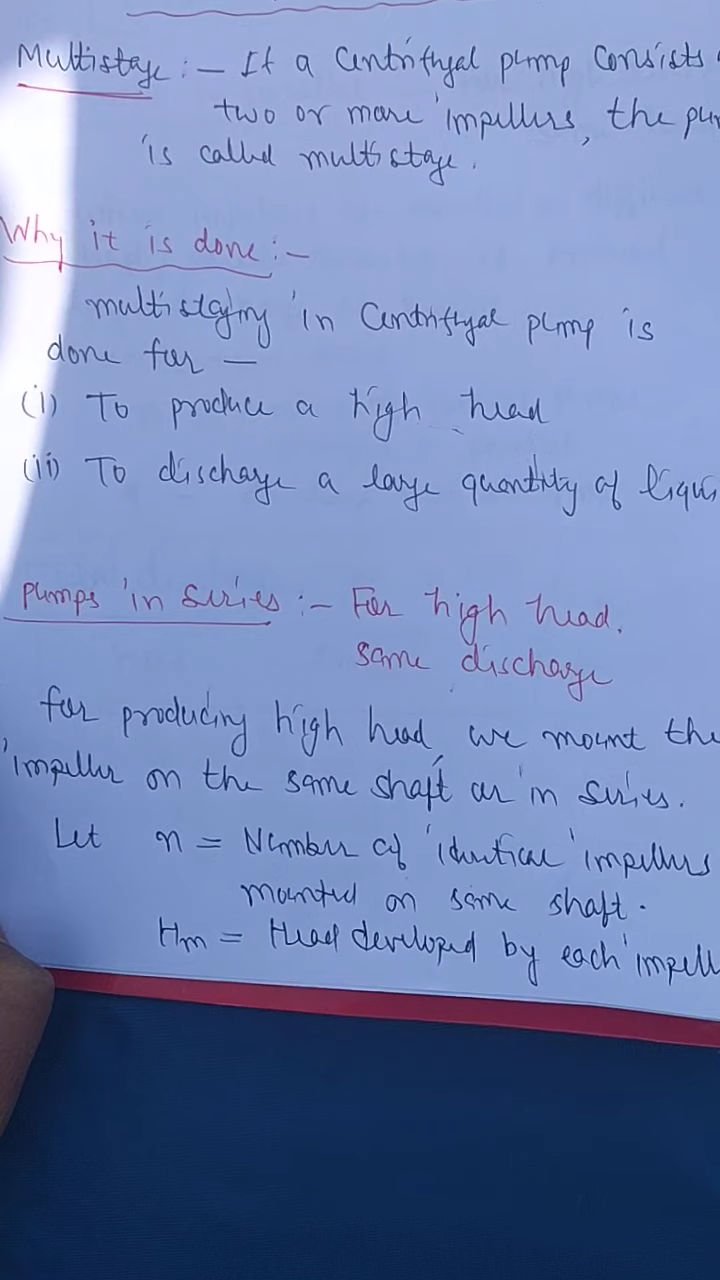 Multistage :- If a Centrifugal pump consists
two or more impellers, the pu
is called multistage.
Why it is done :-
multistaging in Centrifugal pump is
done for —
(i) To produce a high head
(ii) To discharge a large quantity of liqui
Pumps in Series :- For high head.
same discharge
for producing high head, we mount the
impeller on the same shaft or in series.
Let n = Number of identical impellers
mounted on same shaft.
Hm = Head developed by each impell